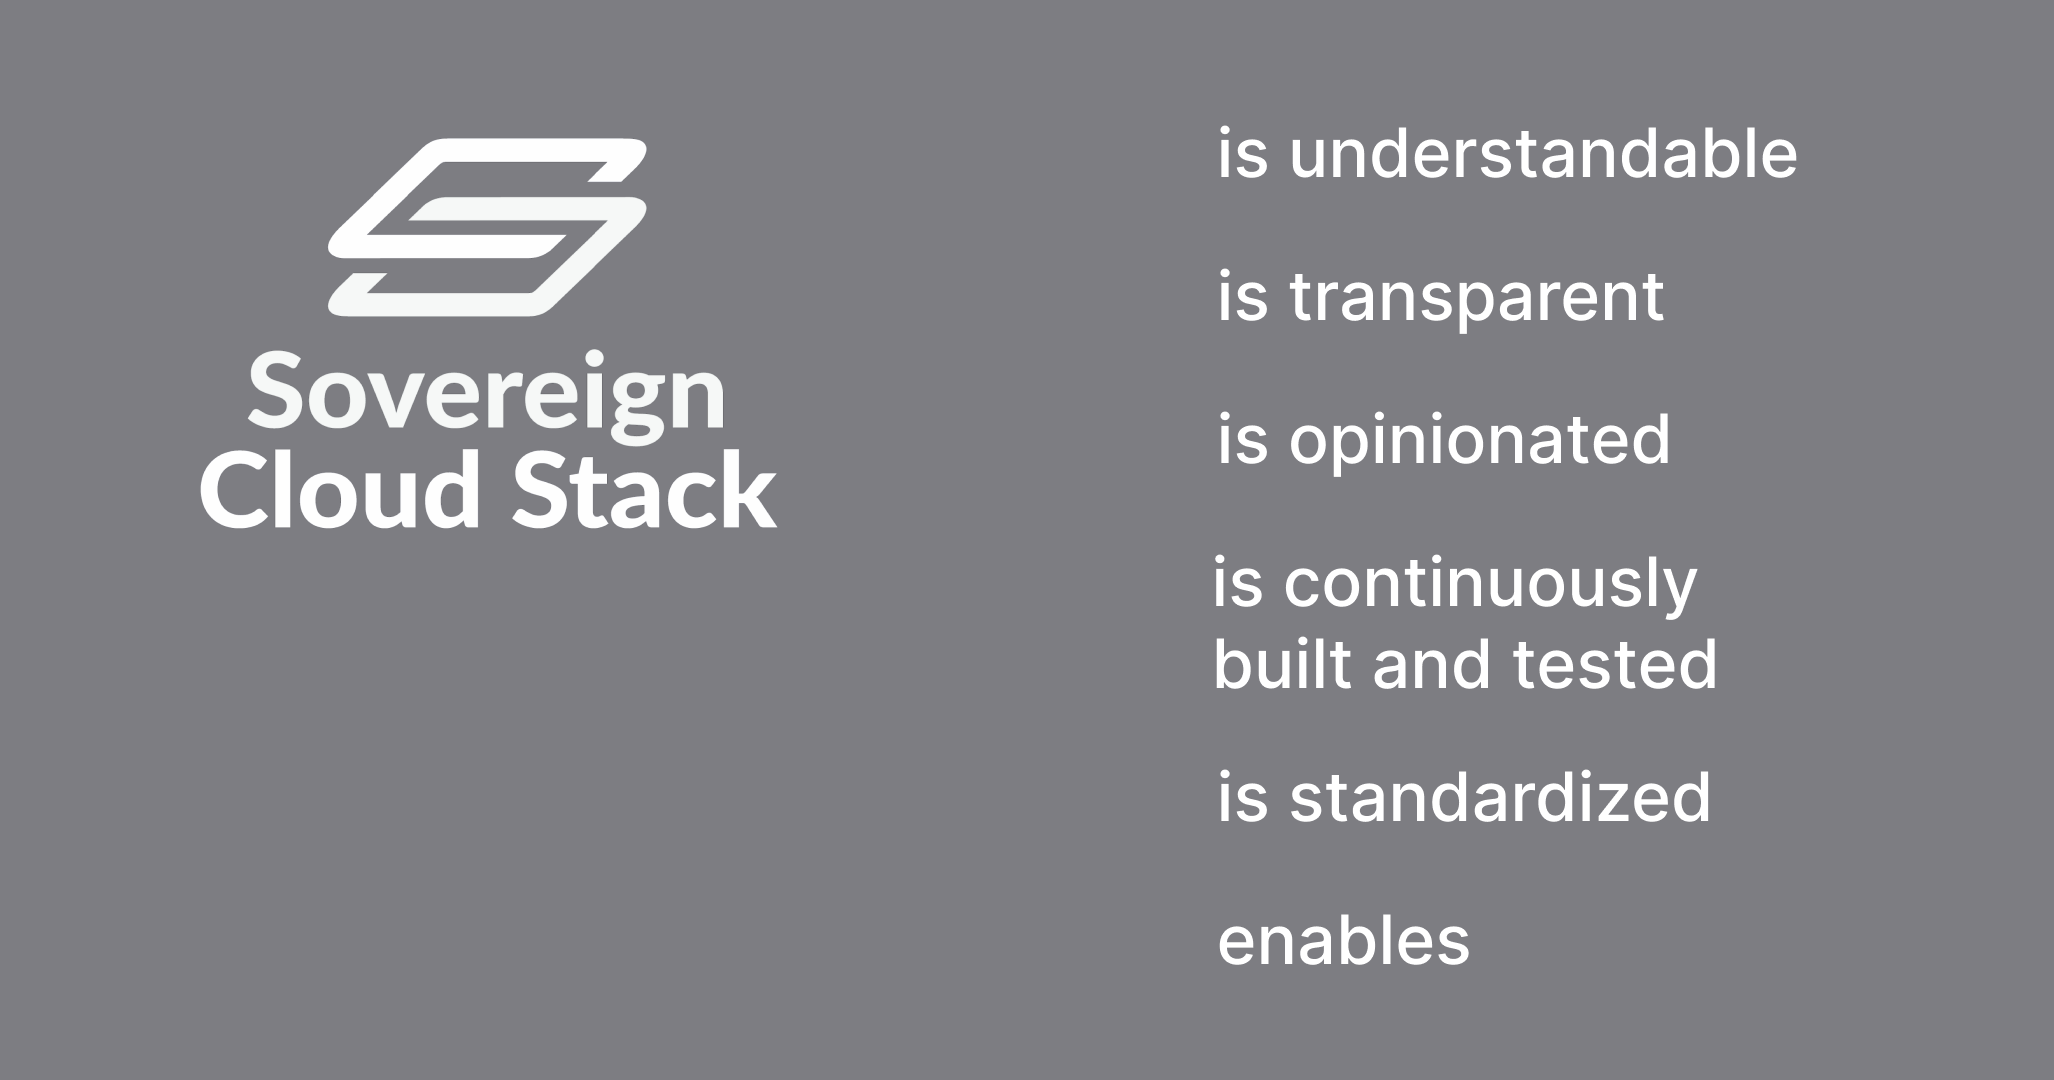 Sovereign
Cloud Stack
is understandable
is transparent
is opinionated
is continuously
built and tested
is standardized
enables